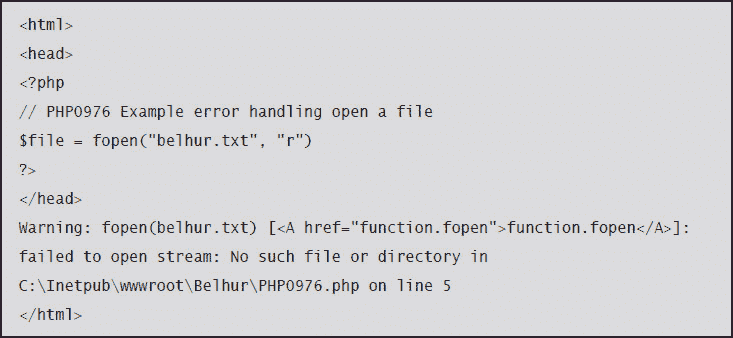 <html>
<head>
<?php
// PHP0976 Example error handling open a file
$file = fopen("belhur.txt", "r")
?>
</head>
Warning: fopen(belhur.txt) [<A href="function.fopen">function.fopen</A>]:
failed to open stream: No such file or directory in
C:\Inetpub\wwwroot\Belhur\PHP0976.php on line 5
</html>